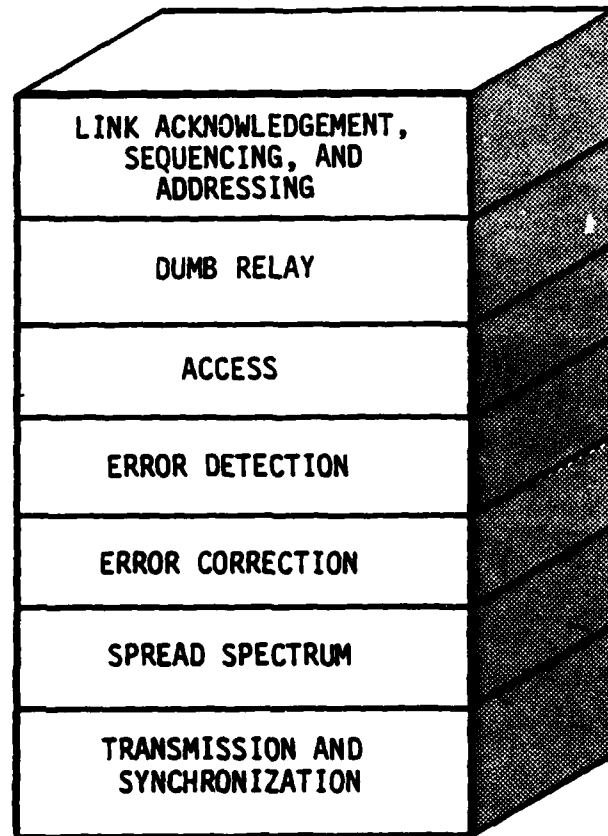 LINK ACKNOWLEDGEMENT,
SEQUENCING, AND
ADDRESSING
DUMB RELAY
ACCESS
ERROR DETECTION
ERROR CORRECTION
SPREAD SPECTRUM
TRANSMISSION AND
SYNCHRONIZATION